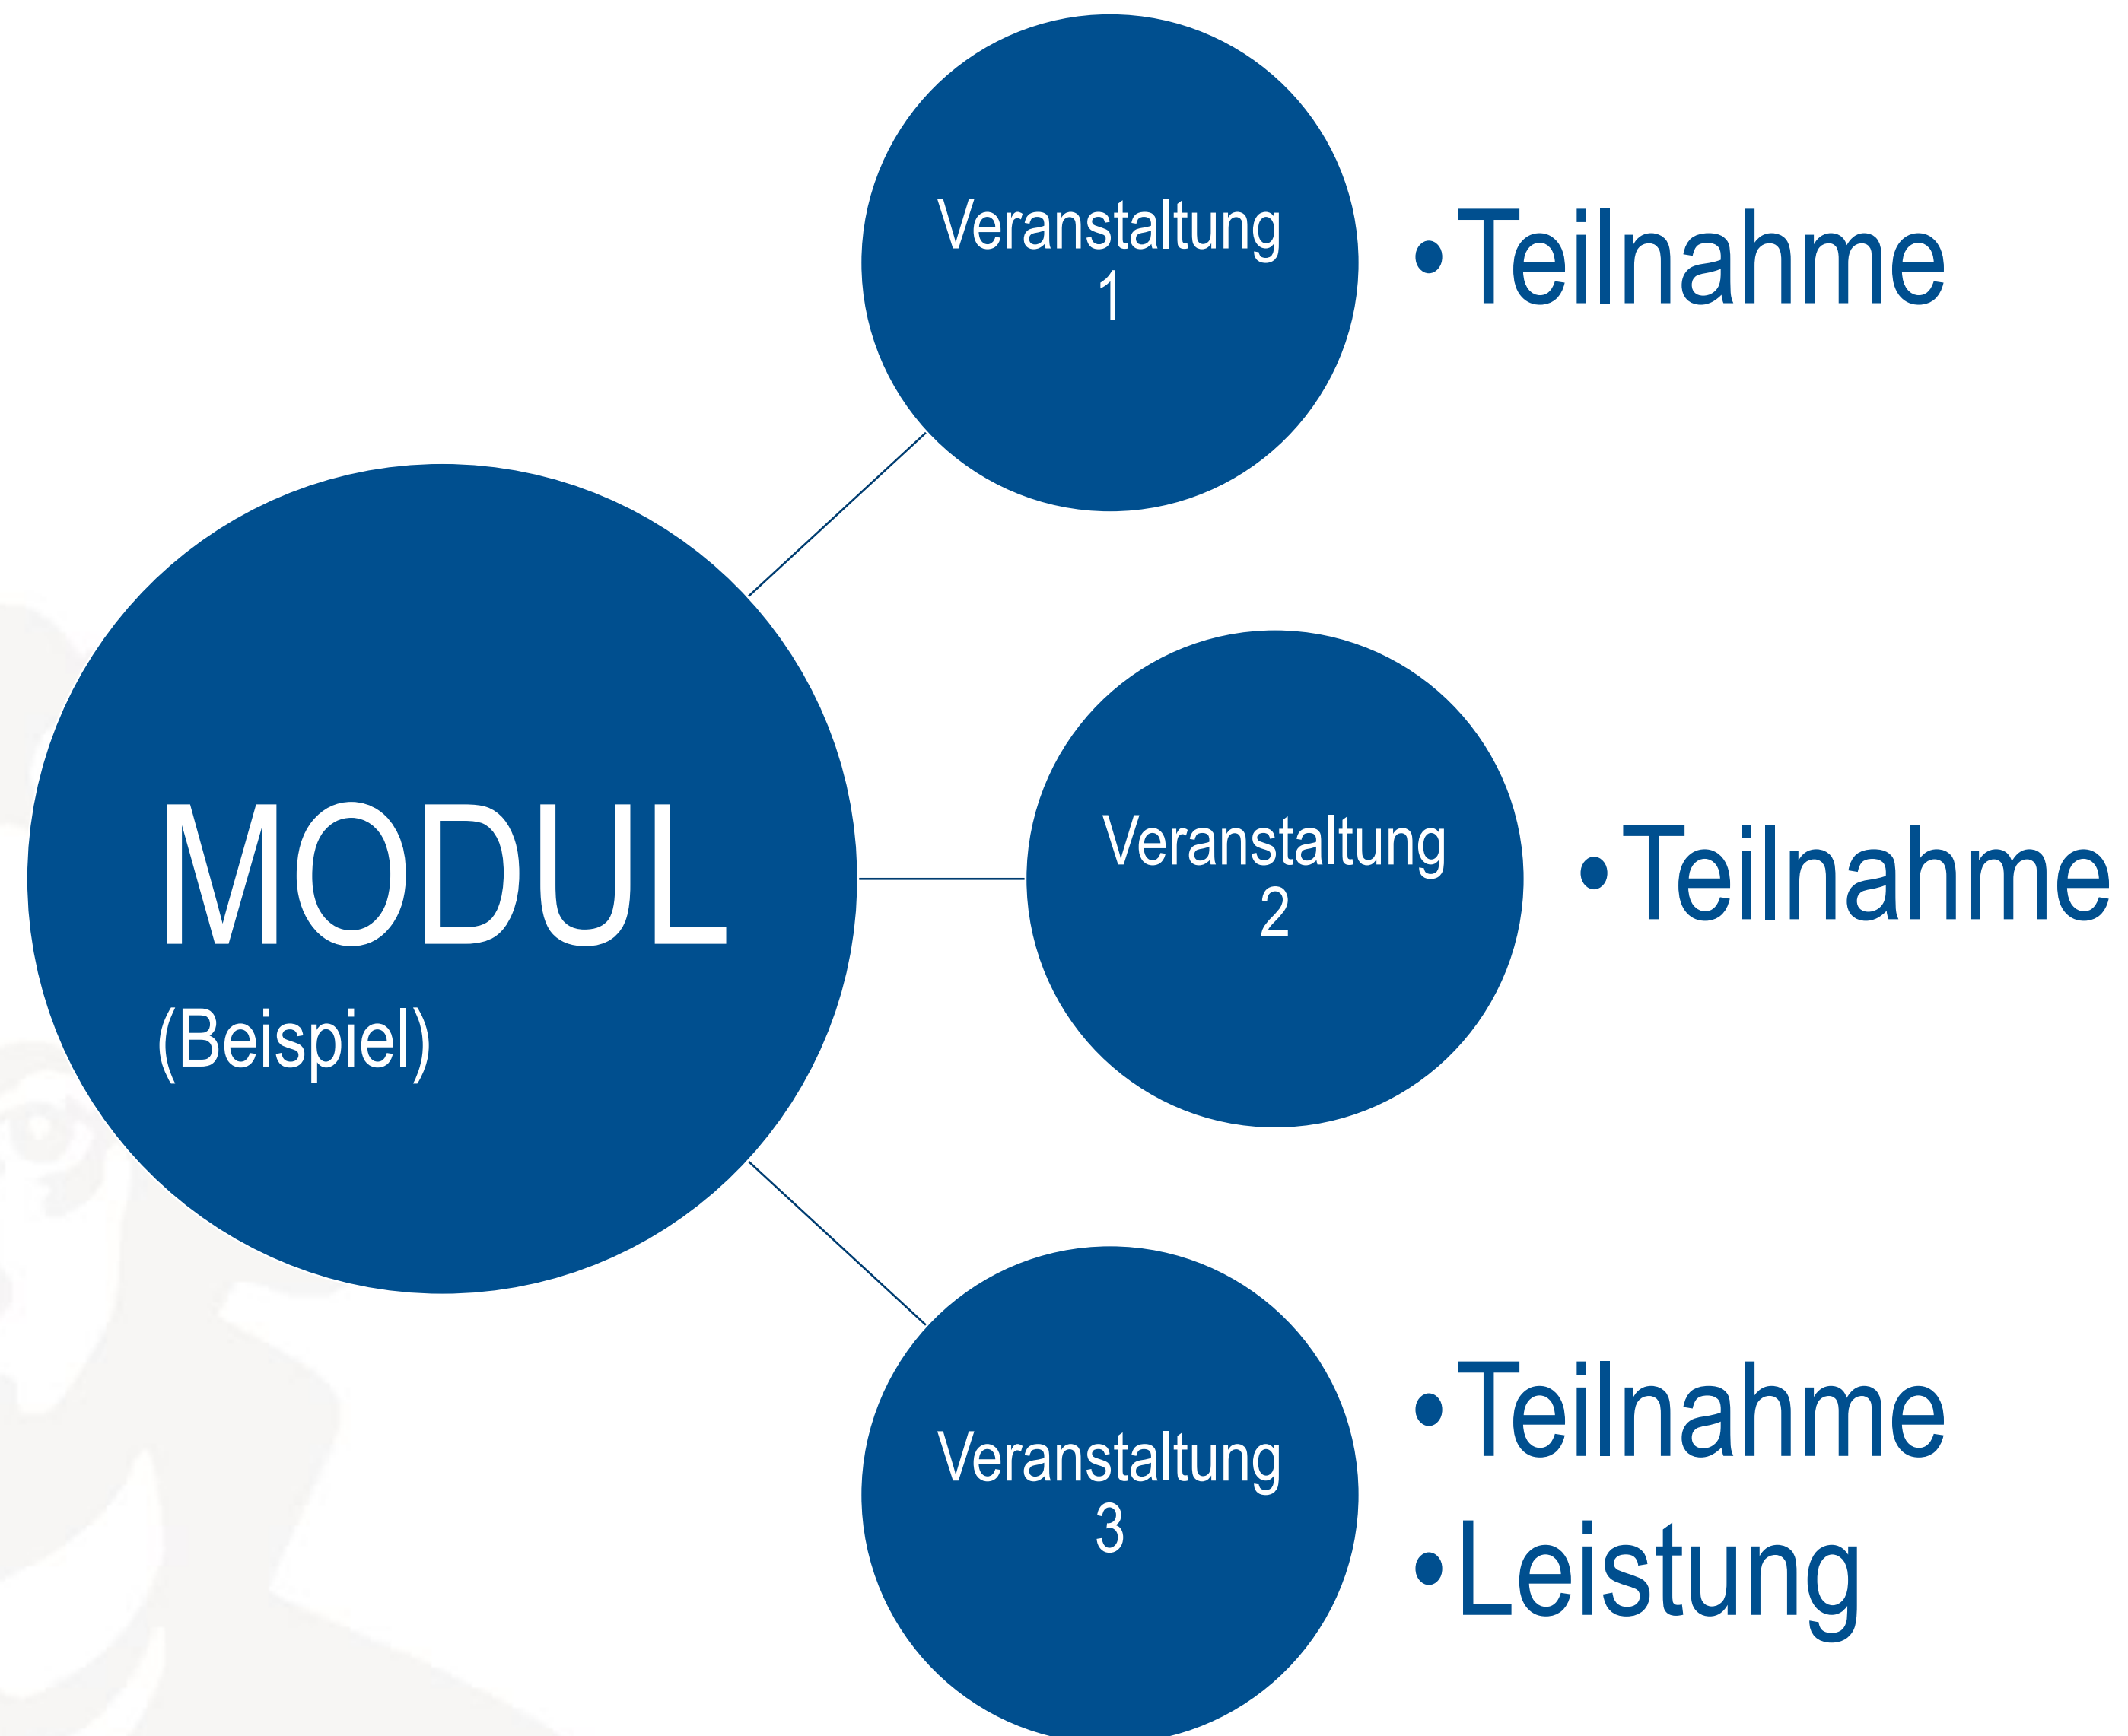 Veranstaltung
1
•Teilnahme
MODUL
(Beispiel)
Veranstaltung
2
•Teilnahme
Veranstaltung
3
•Teilnahme
•Leistung